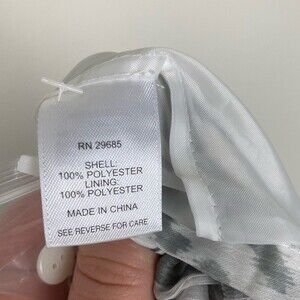 RN 29685
SHELL:
100% POLYESTER
LINING:
100% POLYESTER
MADE IN CHINA
SEE REVERSE FOR CARE